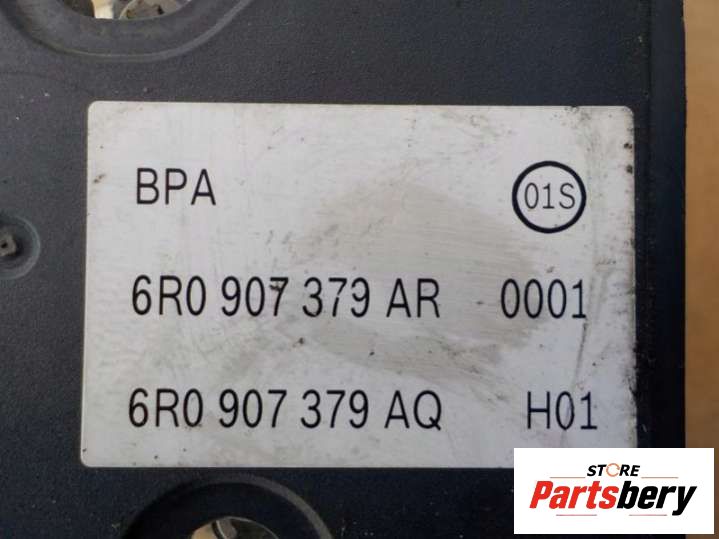 BPA 01S
6R0 907 379 AR 0001
6R0 907 379 AQ H01
STORE
Partsbery